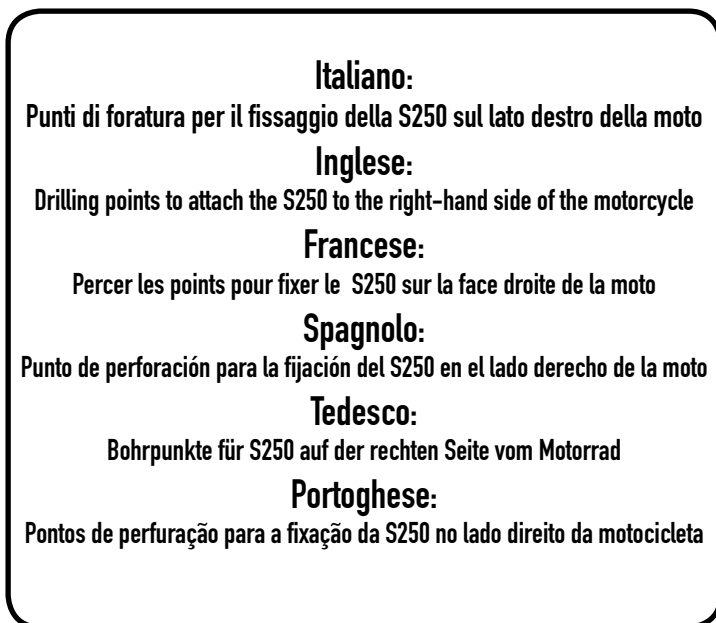 Italiano:
Punti di foratura per il fissaggio della S250 sul lato destro della moto
Inglese:
Drilling points to attach the S250 to the right-hand side of the motorcycle
Francese:
Percer les points pour fixer le  S250 sur la face droite de la moto
Spagnolo:
Punto de perforación para la fijación del S250 en el lado derecho de la moto
Tedesco:
Bohrpunkte für S250 auf der rechten Seite vom Motorrad
Portoghese:
Pontos de perfuração para a fixação da S250 no lado direito da motocicleta